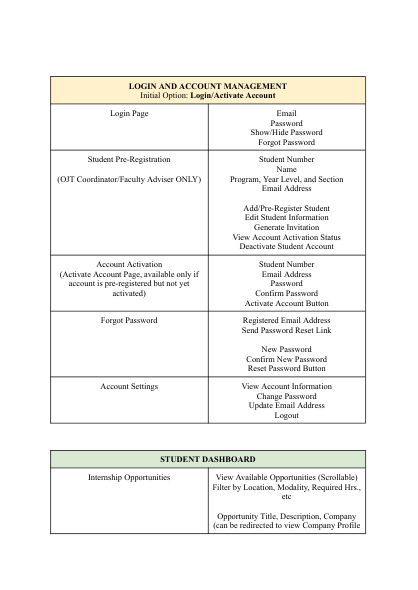 LOGIN AND ACCOUNT MANAGEMENT
Initial Option: Login/Activate Account
Login Page
Email
Password
Show/Hide Password
Forgot Password
Student Pre-Registration
(OJT Coordinator/Faculty Adviser ONLY)
Student Number
Name
Program, Year Level, and Section
Email Address
Add/Pre-Register Student
Edit Student Information
Generate Invitation
View Account Activation Status
Deactivate Student Account
Account Activation
(Activate Account Page, available only if
account is pre-registered but not yet
activated)
Student Number
Email Address
Password
Confirm Password
Activate Account Button
Forgot Password
Registered Email Address
Send Password Reset Link
New Password
Confirm New Password
Reset Password Button
Account Settings
View Account Information
Change Password
Update Email Address
Logout
STUDENT DASHBOARD
Internship Opportunities
View Available Opportunities (Scrollable)
Filter by Location, Modality, Required Hrs.,
etc
Opportunity Title, Description, Company
(can be redirected to view Company Profile